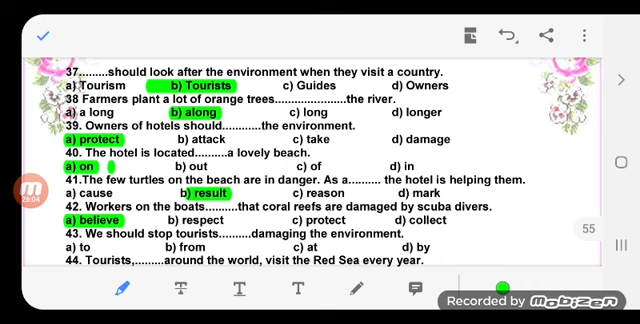 37.........should look after the environment when they visit a country.
a) Tourism b) Tourists c) Guides d) Owners
38 Farmers plant a lot of orange trees....................the river.
a) a long b) along c) long d) longer
39. Owners of hotels should............the environment.
a) protect b) attack c) take d) damage
40. The hotel is located..........a lovely beach.
a) on b) out c) of d) in
41.The few turtles on the beach are in danger. As a.......... the hotel is helping them.
a) cause b) result c) reason d) mark
42. Workers on the boats..........that coral reefs are damaged by scuba divers.
a) believe b) respect c) protect d) collect
43. We should stop tourists..........damaging the environment.
a) to b) from c) at d) by
44. Tourists,.........around the world, visit the Red Sea every year.
55
26:04
Recorded by Mobizen